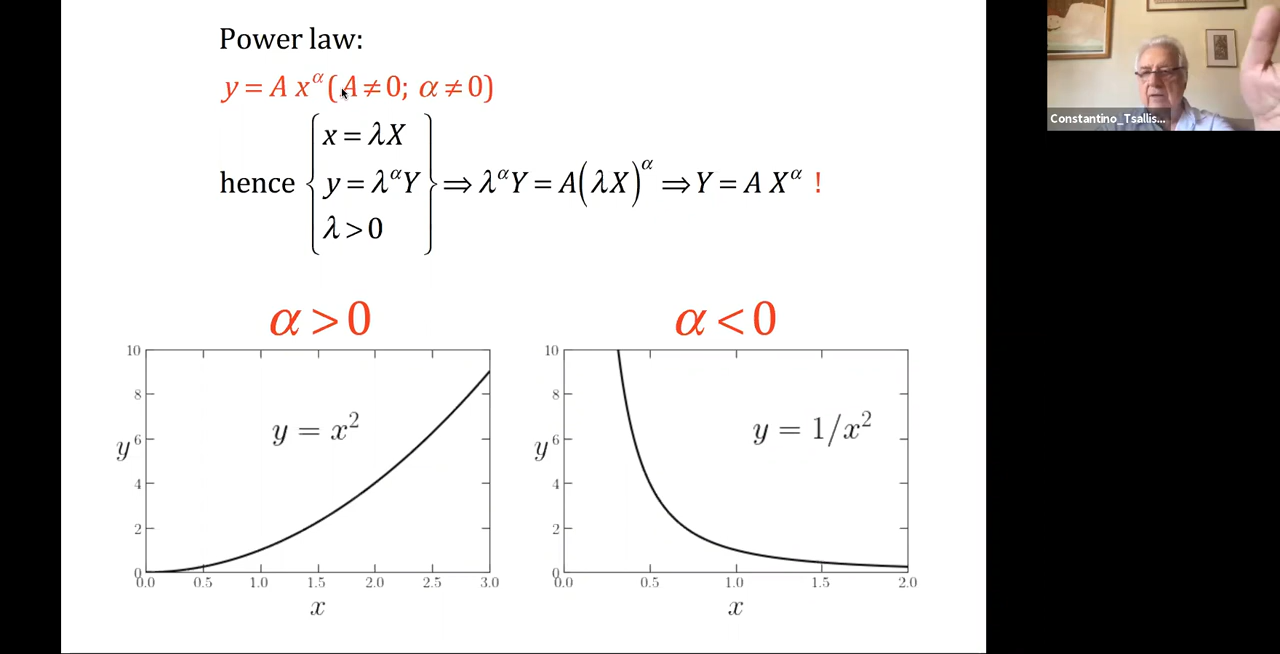 Power law:
y = A x^α (A ≠ 0; α ≠ 0)
x = λX
hence { y = λ^α Y } ⇒ λ^α Y = A(λX)^α ⇒ Y = A X^α !
λ > 0
α > 0
α < 0
10
8
6
4
2
0
y
y = x²
0.0 0.5 1.0 1.5 2.0 2.5 3.0
x
10
8
6
4
2
0
y
y = 1/x²
0.0 0.5 1.0 1.5 2.0
x
Constantino_Tsallis...